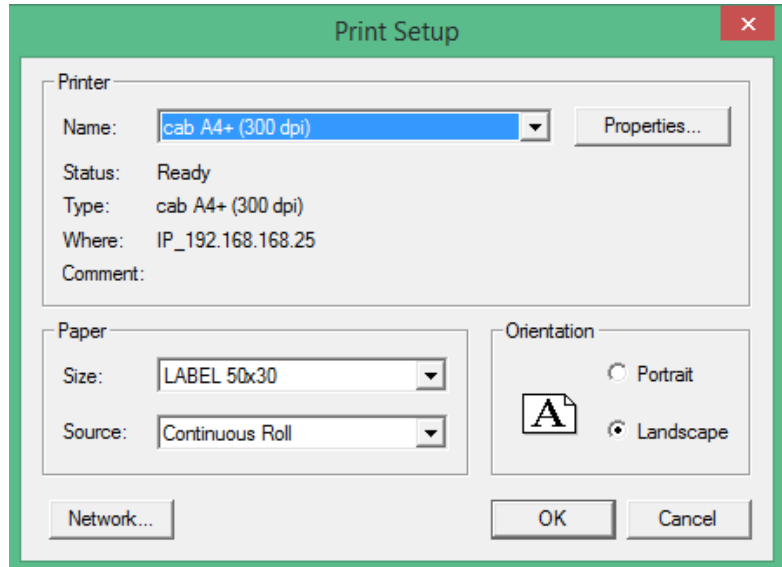 Print Setup
Printer
Name: cab A4+ (300 dpi) Properties...
Status: Ready
Type: cab A4+ (300 dpi)
Where: IP_192.168.168.25
Comment:
Paper
Size: LABEL 50x30
Source: Continuous Roll
Orientation
A
Portrait
Landscape
Network...
OK
Cancel